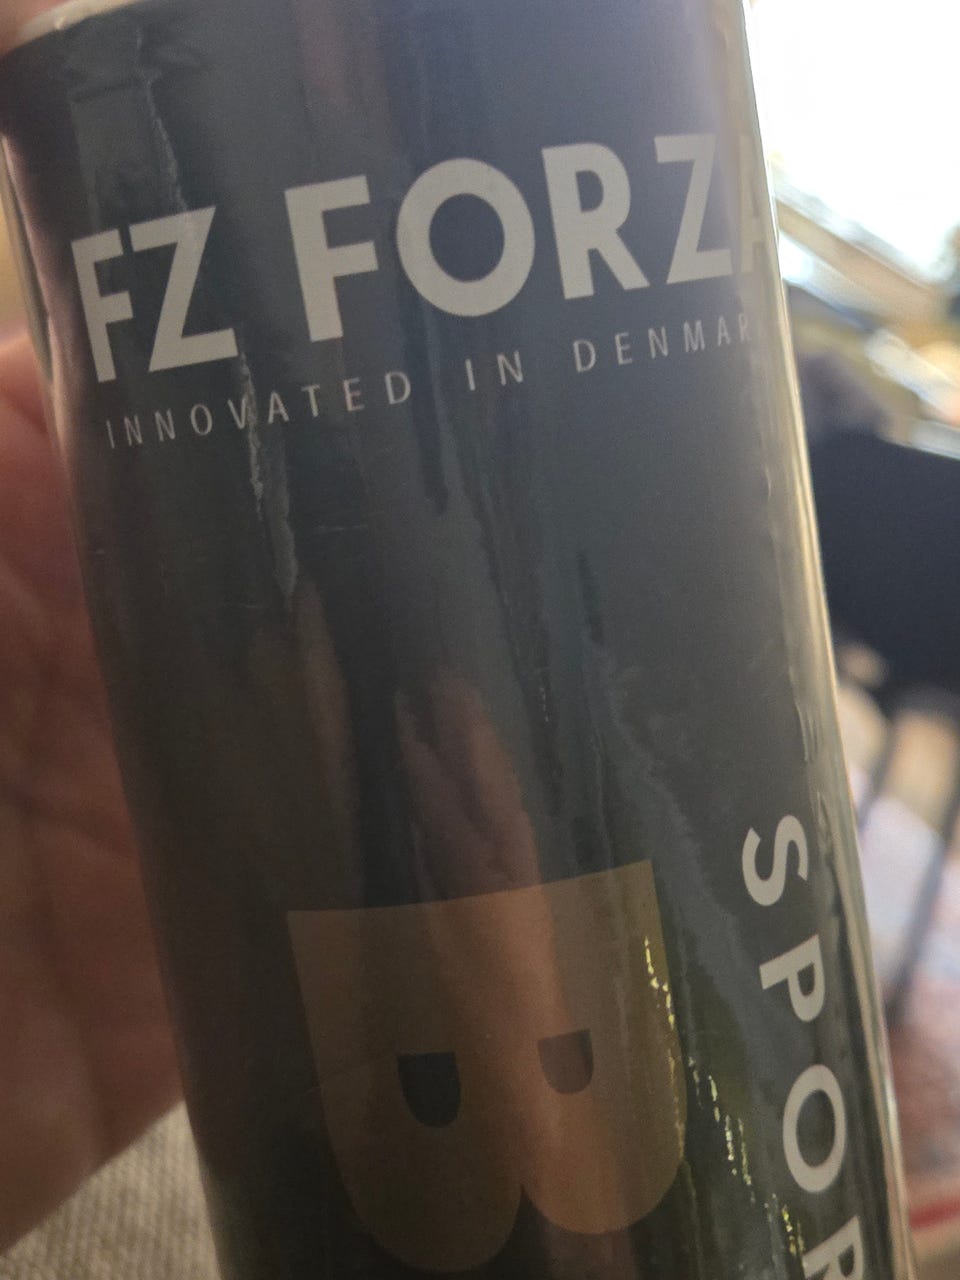 FZ FORZA
INNOVATED IN DENMAR
B
SPOR